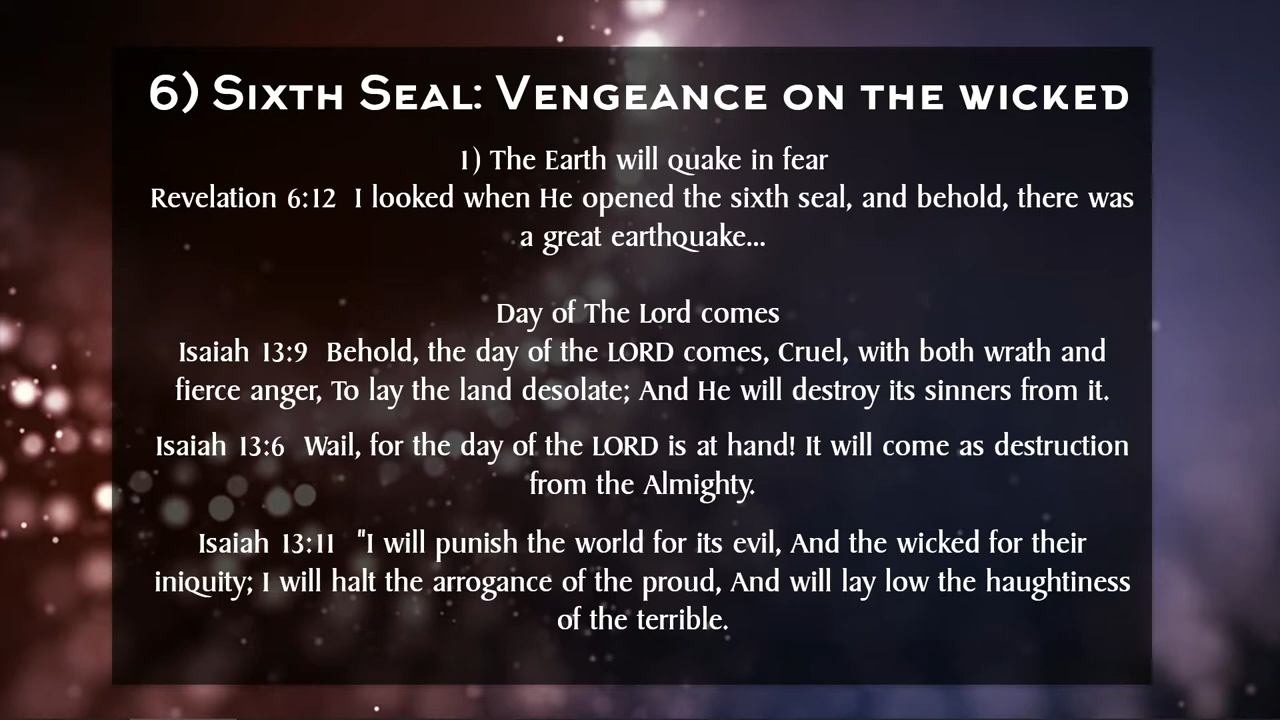 6) Sixth Seal: Vengeance on the wicked
1) The Earth will quake in fear
Revelation 6:12 I looked when He opened the sixth seal, and behold, there was
a great earthquake...
Day of The Lord comes
Isaiah 13:9 Behold, the day of the LORD comes, Cruel, with both wrath and
fierce anger, To lay the land desolate; And He will destroy its sinners from it.
Isaiah 13:6 Wail, for the day of the LORD is at hand! It will come as destruction
from the Almighty.
Isaiah 13:11 "I will punish the world for its evil, And the wicked for their
iniquity; I will halt the arrogance of the proud, And will lay low the haughtiness
of the terrible.